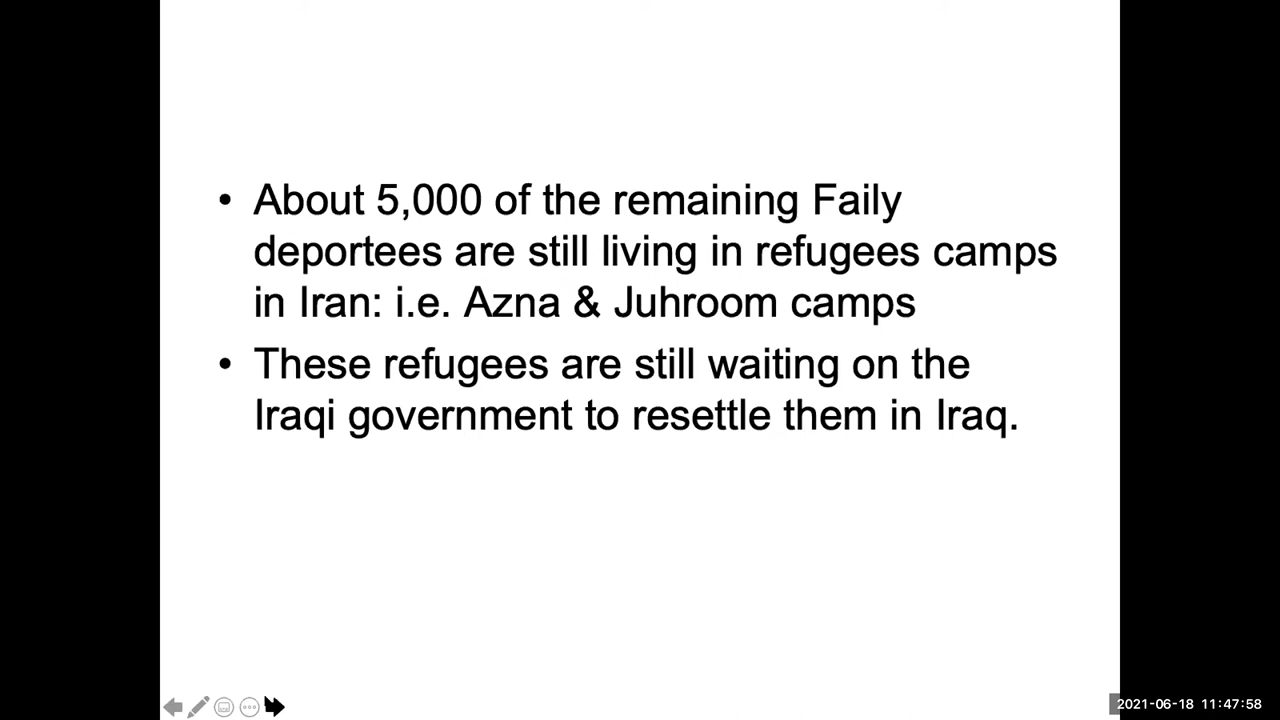 • About 5,000 of the remaining Faily
deportees are still living in refugees camps
in Iran: i.e. Azna & Juhroom camps
• These refugees are still waiting on the
Iraqi government to resettle them in Iraq.
2021-06-18 11:47:58